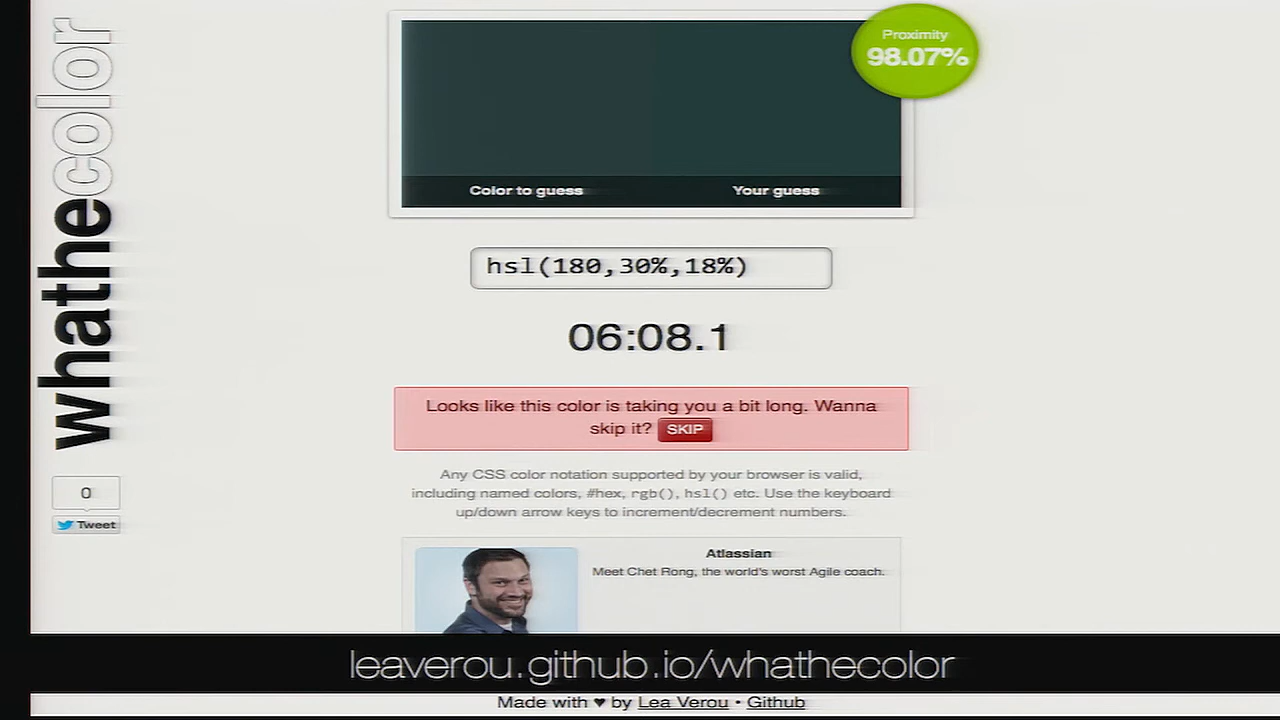 whathecolor
Proximity
98.07%
Color to guess
Your guess
hsl(180,30%,18%)
06:08.1
Looks like this color is taking you a bit long. Wanna
skip it? SKIP
0
Tweet
Any CSS color notation supported by your browser is valid,
including named colors, #hex, rgb(), hsl() etc. Use the keyboard
up/down arrow keys to increment/decrement numbers.
Atlassian
Meet Chet Rong, the world's worst Agile coach.
leaverou.github.io/whathecolor
Made with ♥ by Lea Verou • Github